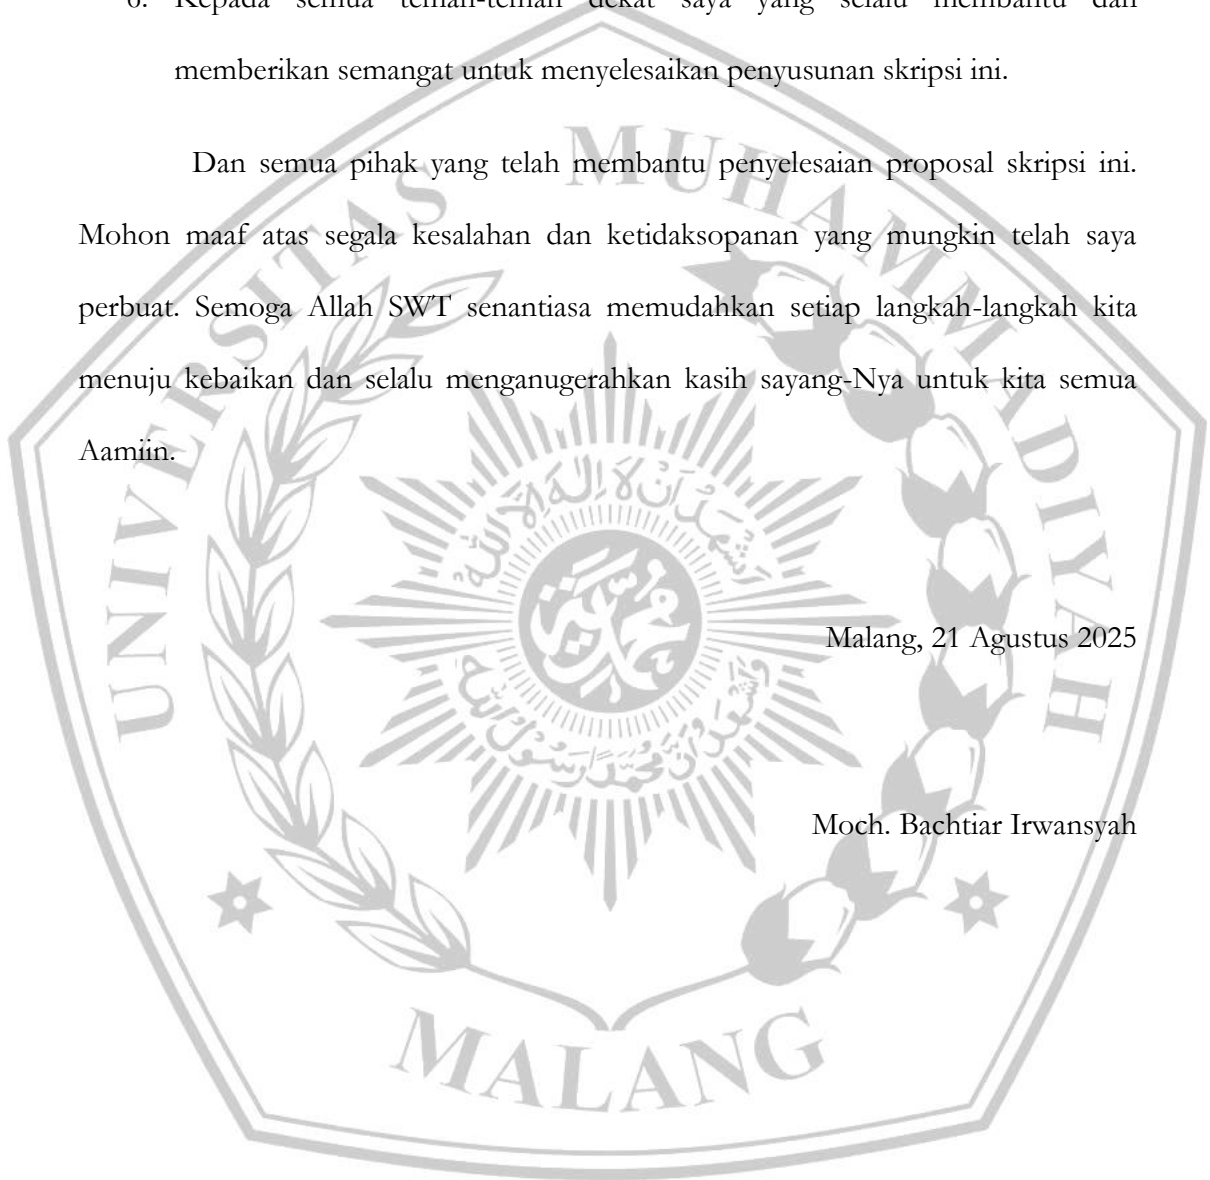 6. Kepada semua teman-teman dekat saya yang selalu membantu dan
memberikan semangat untuk menyelesaikan penyusunan skripsi ini.
Dan semua pihak yang telah membantu penyelesaian proposal skripsi ini.
Mohon maaf atas segala kesalahan dan ketidaksopanan yang mungkin telah saya
perbuat. Semoga Allah SWT senantiasa memudahkan setiap langkah-langkah kita
menuju kebaikan dan selalu menganugerahkan kasih sayang-Nya untuk kita semua
Aamiin.
Malang, 21 Agustus 2025
Moch. Bachtiar Irwansyah
UNIVERSITAS MUHAMMADIYAH
MALANG